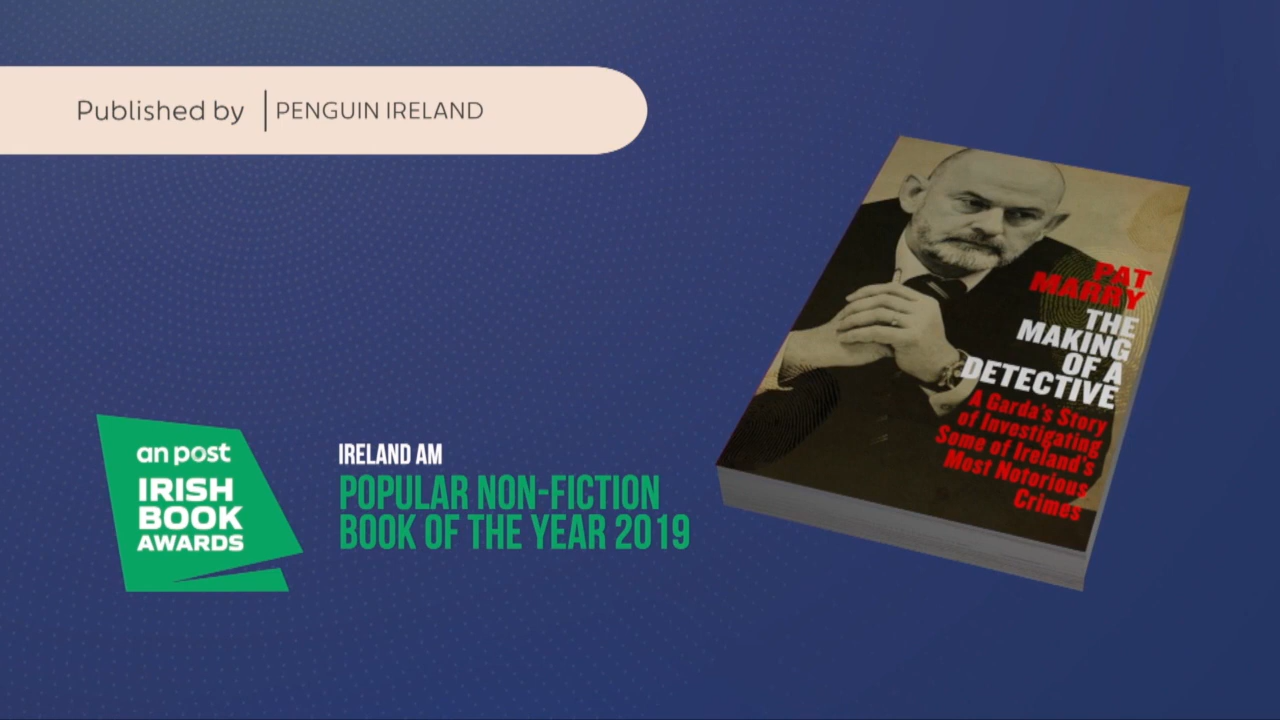 Published by | PENGUIN IRELAND
PAT
MARRY
THE
MAKING
OF A
DETECTIVE
A Garda's Story
of Investigating
Some of Ireland's
Most Notorious
Crimes
an post
IRISH
BOOK
AWARDS
IRELAND AM
POPULAR NON-FICTION
BOOK OF THE YEAR 2019